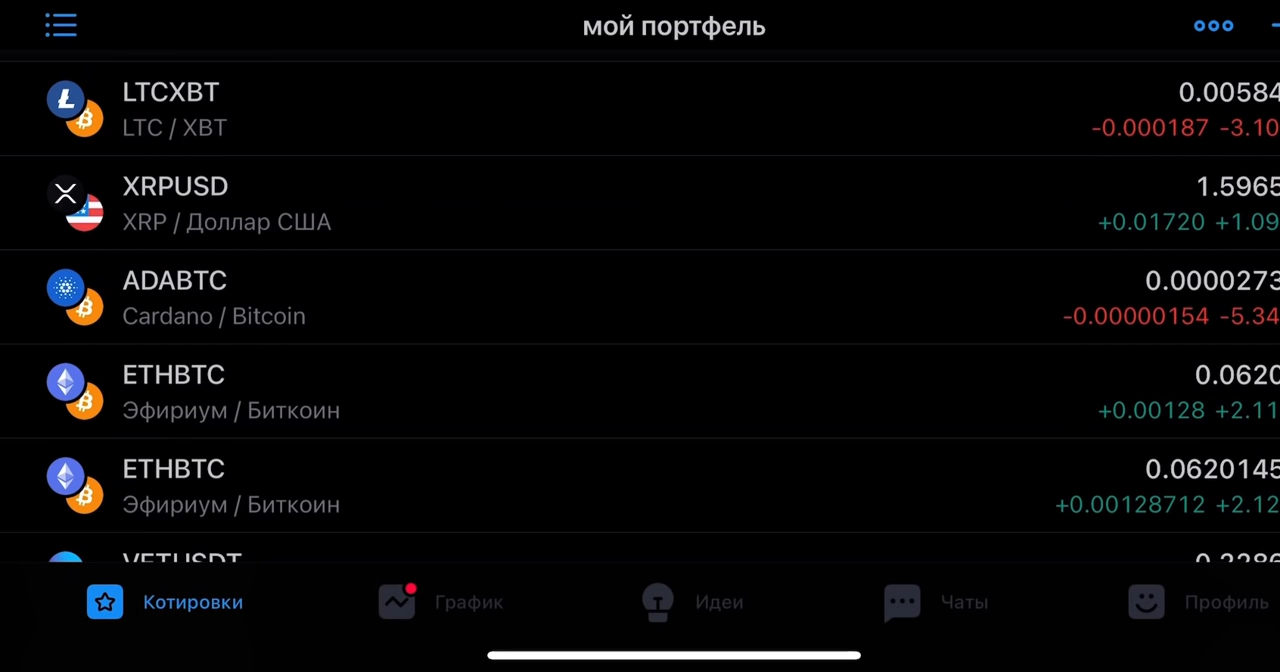 мой портфель
LTCXBT 0.00584
LTC / XBT -0.000187 -3.10
XRPUSD 1.5965
XRP / Доллар США +0.01720 +1.09
ADABTC 0.0000273
Cardano / Bitcoin -0.00000154 -5.34
ETHBTC 0.0620
Эфириум / Биткоин +0.00128 +2.11
ETHBTC 0.0620145
Эфириум / Биткоин +0.00128712 +2.12
VETUSDT
Котировки График Идеи Чаты Профиль